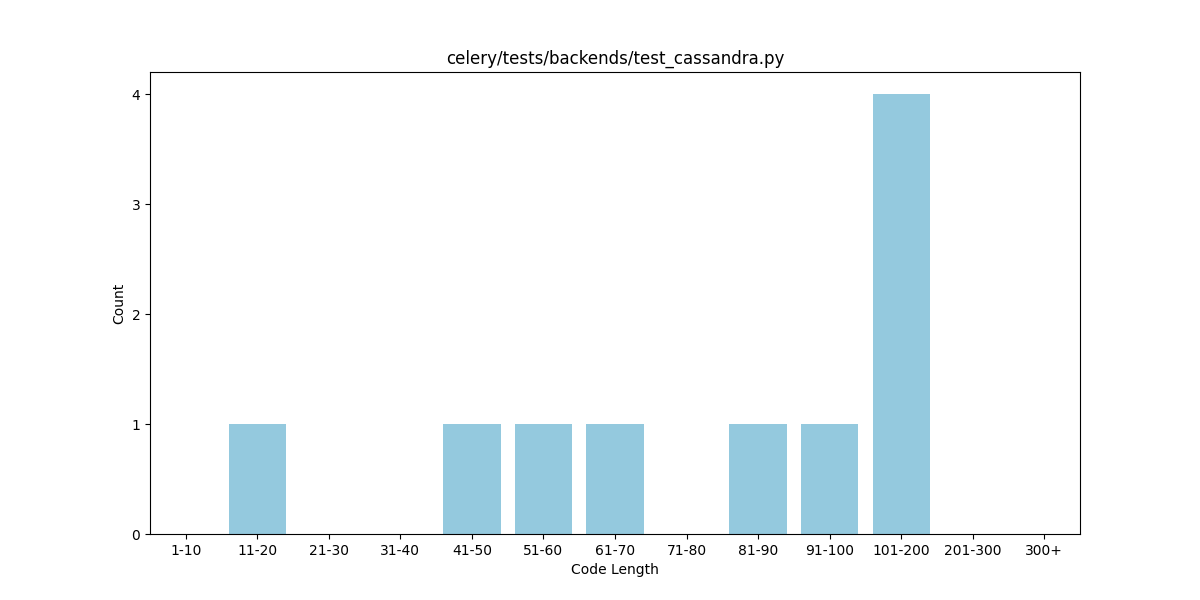 celery/tests/backends/test_cassandra.py
4
3
2
1
0
Count
1-10 11-20 21-30 31-40 41-50 51-60 61-70 71-80 81-90 91-100 101-200 201-300 300+
Code Length